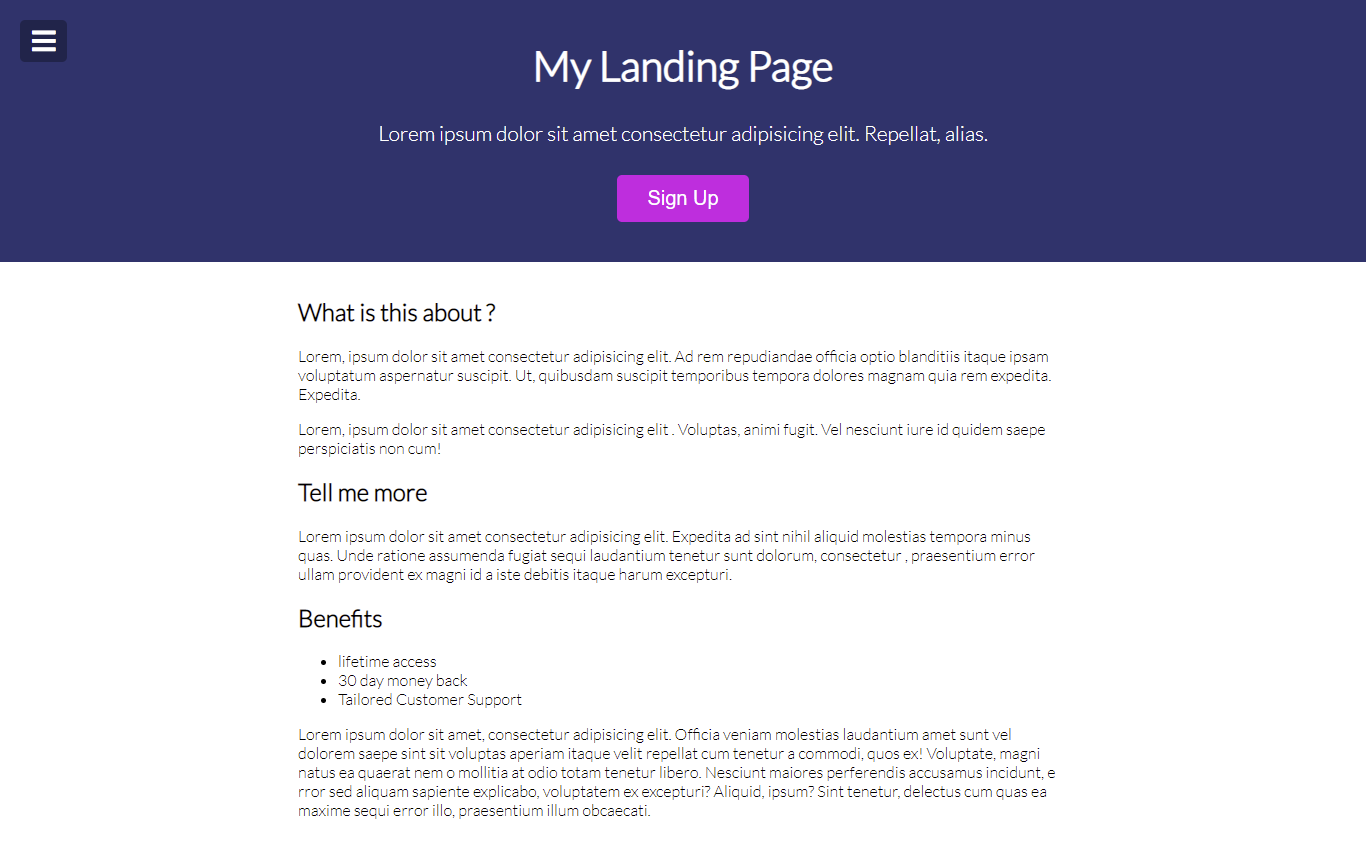 My Landing Page
Lorem ipsum dolor sit amet consectetur adipisicing elit. Repellat, alias.
Sign Up
What is this about ?
Lorem, ipsum dolor sit amet consectetur adipisicing elit. Ad rem repudiandae officia optio blanditiis itaque ipsam
voluptatum aspernatur suscipit. Ut, quibusdam suscipit temporibus tempora dolores magnam quia rem expedita.
Expedita.
Lorem, ipsum dolor sit amet consectetur adipisicing elit . Voluptas, animi fugit. Vel nesciunt iure id quidem saepe
perspiciatis non cum!
Tell me more
Lorem ipsum dolor sit amet consectetur adipisicing elit. Expedita ad sint nihil aliquid molestias tempora minus
quas. Unde ratione assumenda fugiat sequi laudantium tenetur sunt dolorum, consectetur , praesentium error
ullam provident ex magni id a iste debitis itaque harum excepturi.
Benefits
• lifetime access
• 30 day money back
• Tailored Customer Support
Lorem ipsum dolor sit amet, consectetur adipisicing elit. Officia veniam molestias laudantium amet sunt vel
dolorem saepe sint sit voluptas aperiam itaque velit repellat cum tenetur a commodi, quos ex! Voluptate, magni
natus ea quaerat nem o mollitia at odio totam tenetur libero. Nesciunt maiores perferendis accusamus incidunt, e
rror sed aliquam sapiente explicabo, voluptatem ex excepturi? Aliquid, ipsum? Sint tenetur, delectus cum quas ea
maxime sequi error illo, praesentium illum obcaecati.